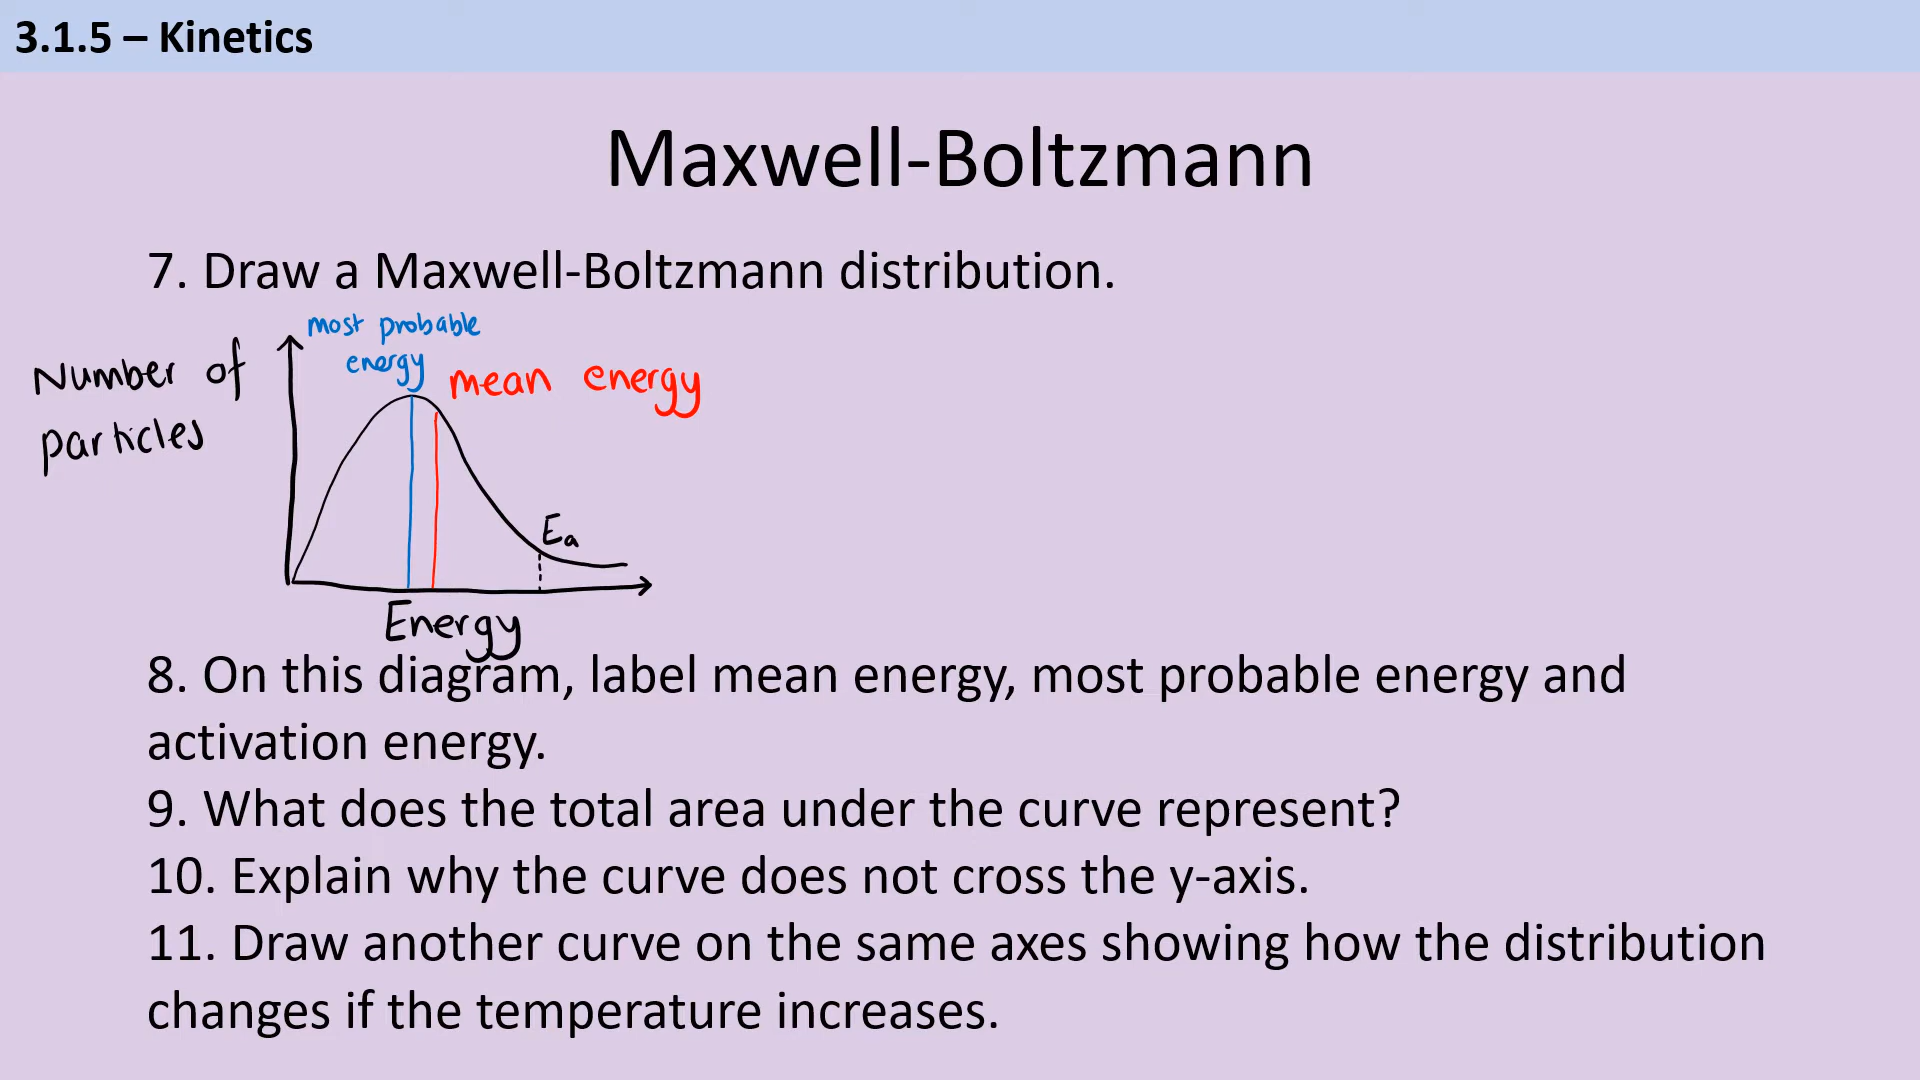 3.1.5 – Kinetics
Maxwell-Boltzmann
7. Draw a Maxwell-Boltzmann distribution.
most probable
energy
mean energy
Number of
particles
Ea
Energy
8. On this diagram, label mean energy, most probable energy and
activation energy.
9. What does the total area under the curve represent?
10. Explain why the curve does not cross the y-axis.
11. Draw another curve on the same axes showing how the distribution
changes if the temperature increases.